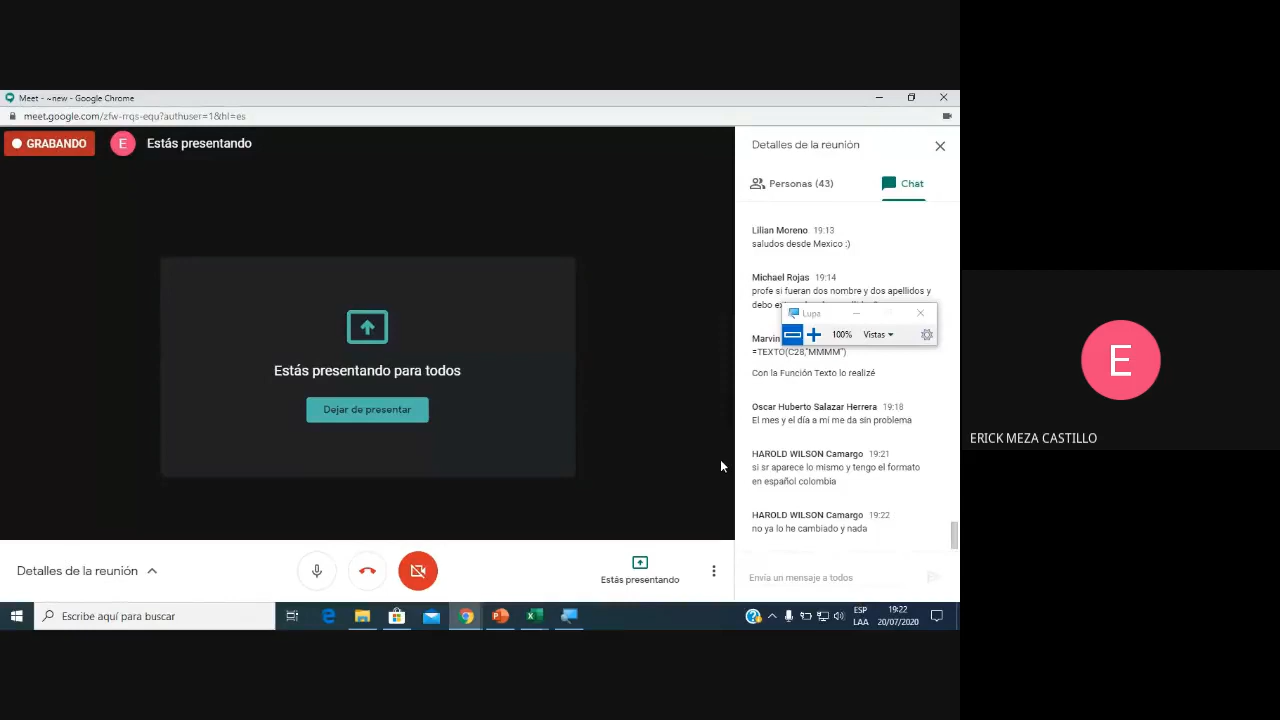 Meet - ~new - Google Chrome
meet.google.com/zfw-rrqs-equ?authuser=1&hl=es
GRABANDO
E
Estás presentando
Detalles de la reunión
Personas (43)
Chat
Lilian Moreno 19:13
saludos desde Mexico :)
Michael Rojas 19:14
profe si fueran dos nombre y dos apellidos y
debo
Lupa
100%
Vistas
Marvin
=TEXTO(C28,"MMMM")
Con la Función Texto lo realizé
Oscar Huberto Salazar Herrera 19:18
El mes y el día a mi me da sin problema
HAROLD WILSON Camargo 19:21
si sr aparece lo mismo y tengo el formato
en español colombia
HAROLD WILSON Camargo 19:22
no ya lo he cambiado y nada
Envía un mensaje a todos
Estás presentando para todos
Dejar de presentar
Detalles de la reunión
Estás presentando
Escribe aquí para buscar
ESP
LAA
19:22
20/07/2020
E
ERICK MEZA CASTILLO